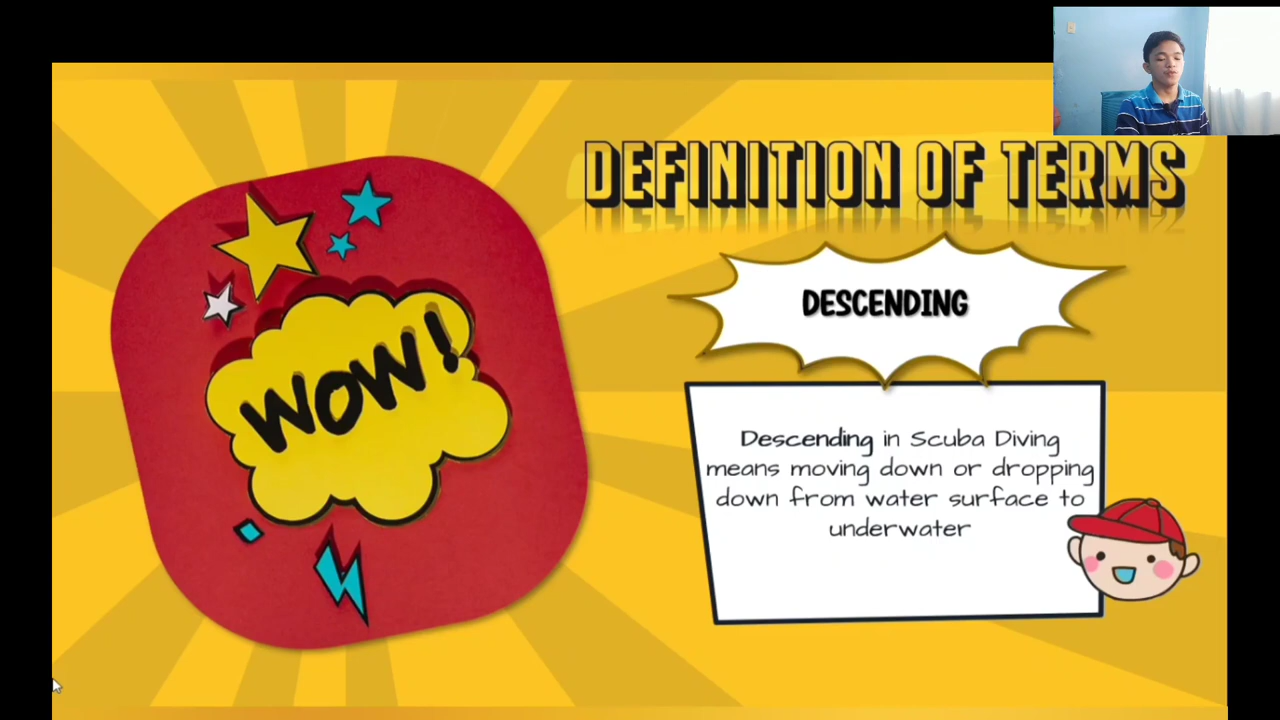 DEFINITION OF TERMS
WOW!
DESCENDING
Descending in Scuba Diving
means moving down or dropping
down from water surface to
underwater